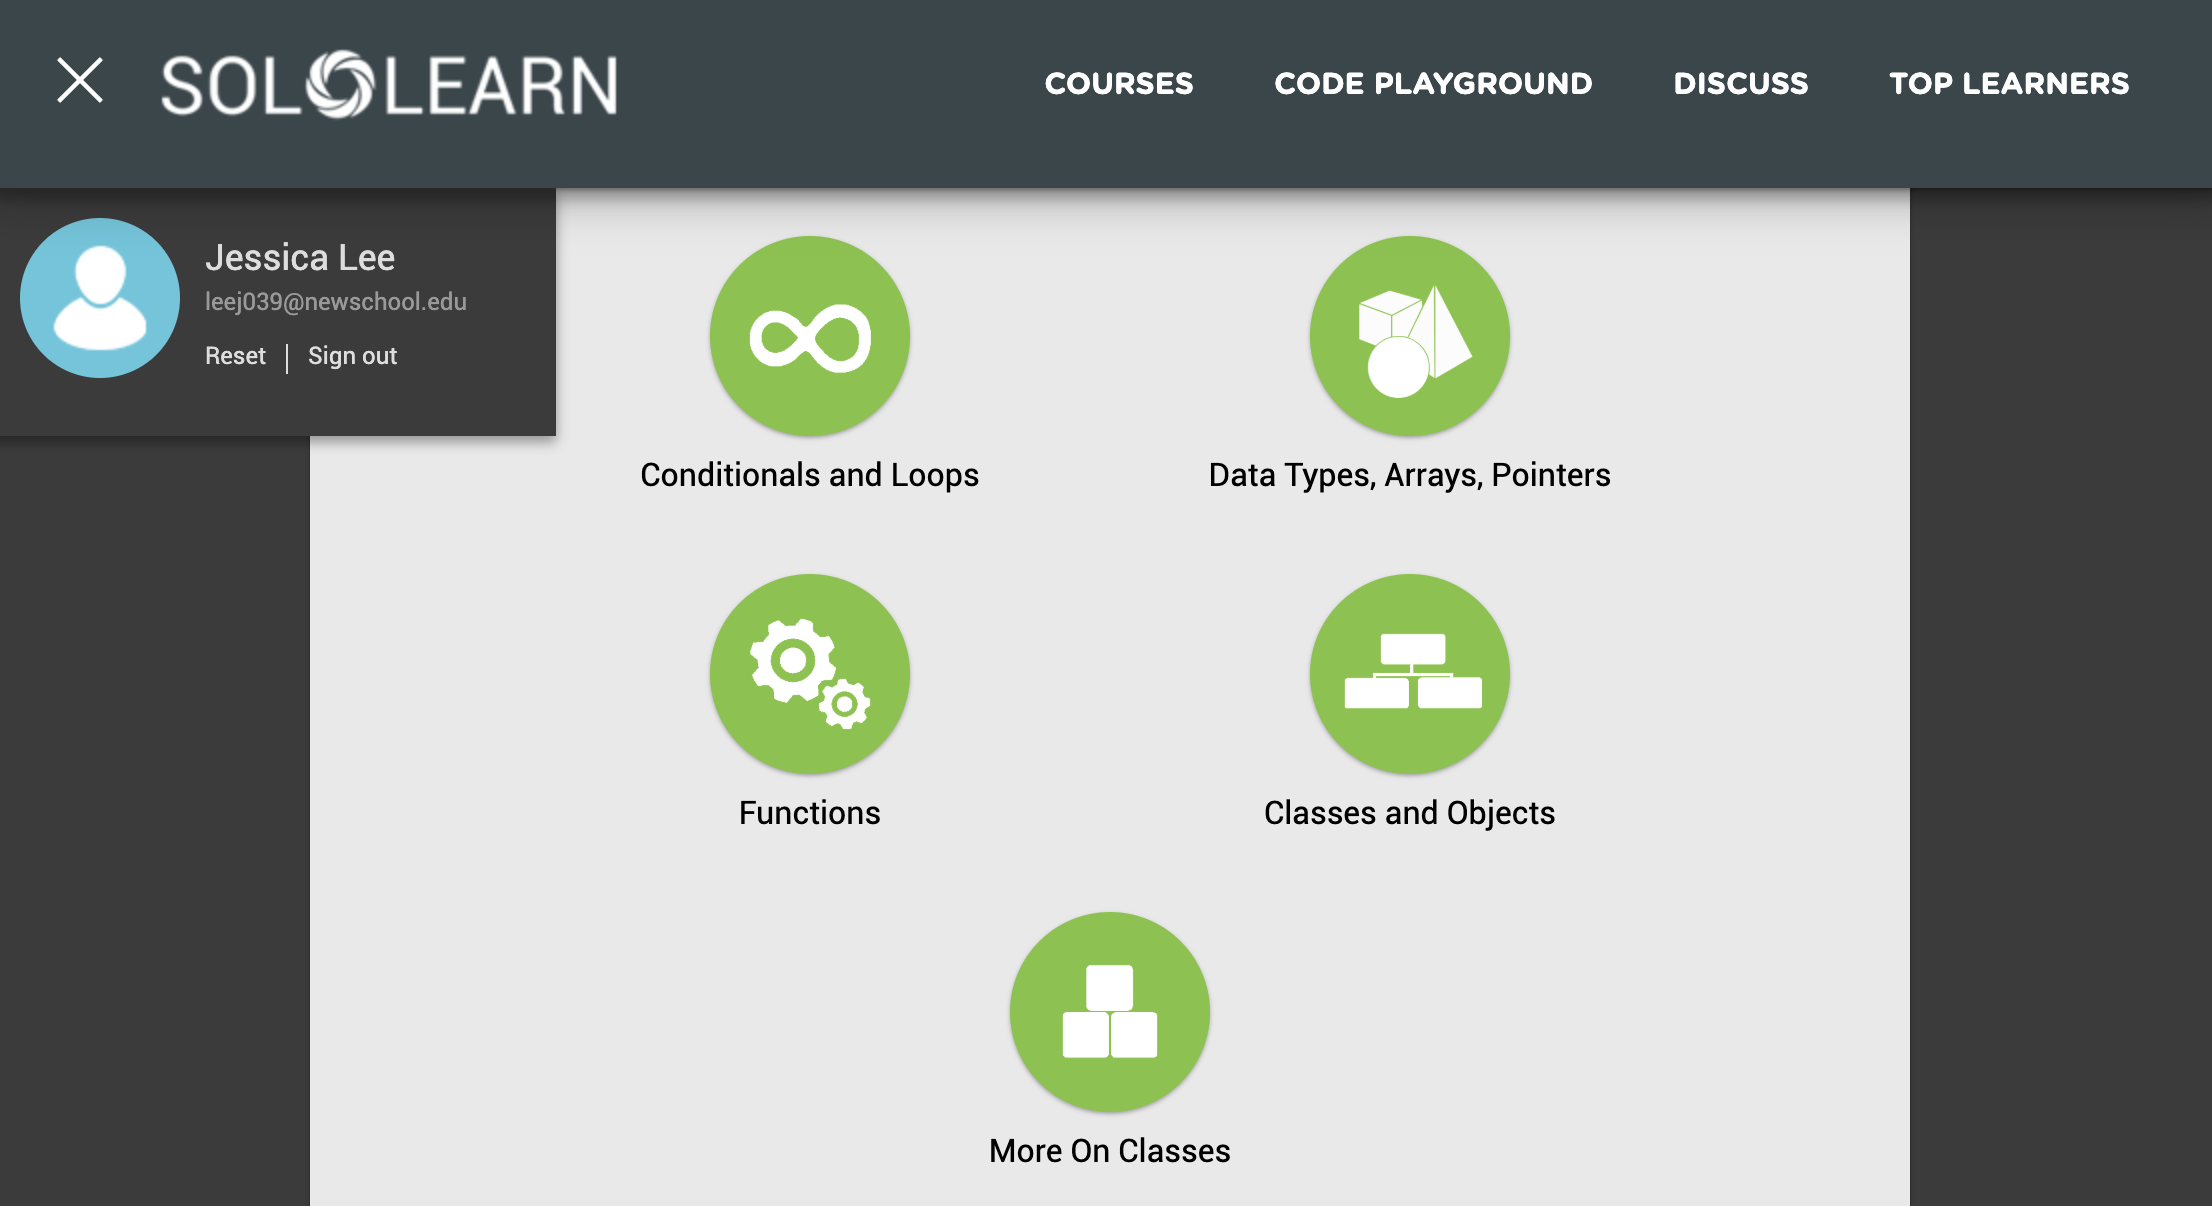 SOLOLEARN
COURSES CODE PLAYGROUND DISCUSS TOP LEARNERS
Jessica Lee
leej039@newschool.edu
Reset | Sign out
Conditionals and Loops
Data Types, Arrays, Pointers
Functions
Classes and Objects
More On Classes